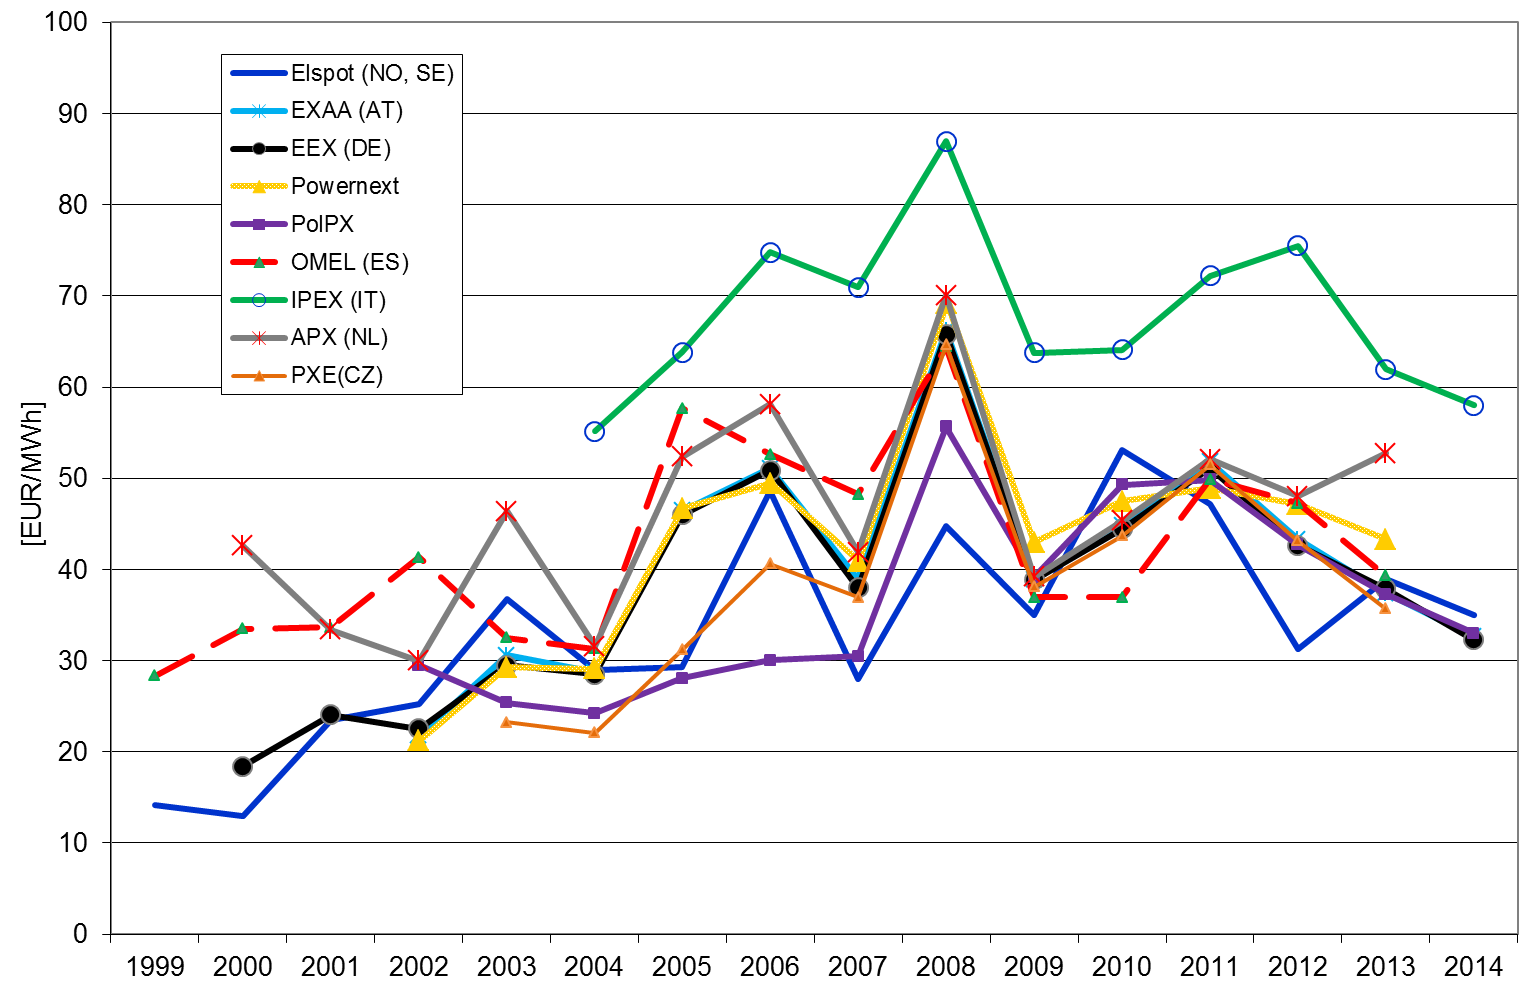 100
90
80
70
60
50
40
30
20
10
0
[EUR/MWh]
Elspot (NO, SE)
EXAA (AT)
EEX (DE)
Powernext
PolPX
OMEL (ES)
IPEX (IT)
APX (NL)
PXE(CZ)
1999 2000 2001 2002 2003 2004 2005 2006 2007 2008 2009 2010 2011 2012 2013 2014